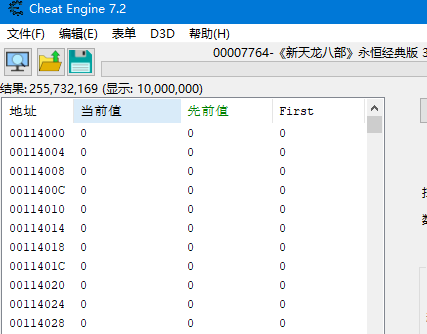 Cheat Engine 7.2
文件(F) 编辑(E) 表单 D3D 帮助(H)
00007764-《新天龙八部》永恒经典版 3
结果: 255,732,169 (显示: 10,000,000)
地址 当前值 先前值 First
00114000 0 0 0
00114004 0 0 0
00114008 0 0 0
0011400C 0 0 0
00114010 0 0 0
00114014 0 0 0
00114018 0 0 0
0011401C 0 0 0
00114020 0 0 0
00114024 0 0 0
00114028 0 0 0